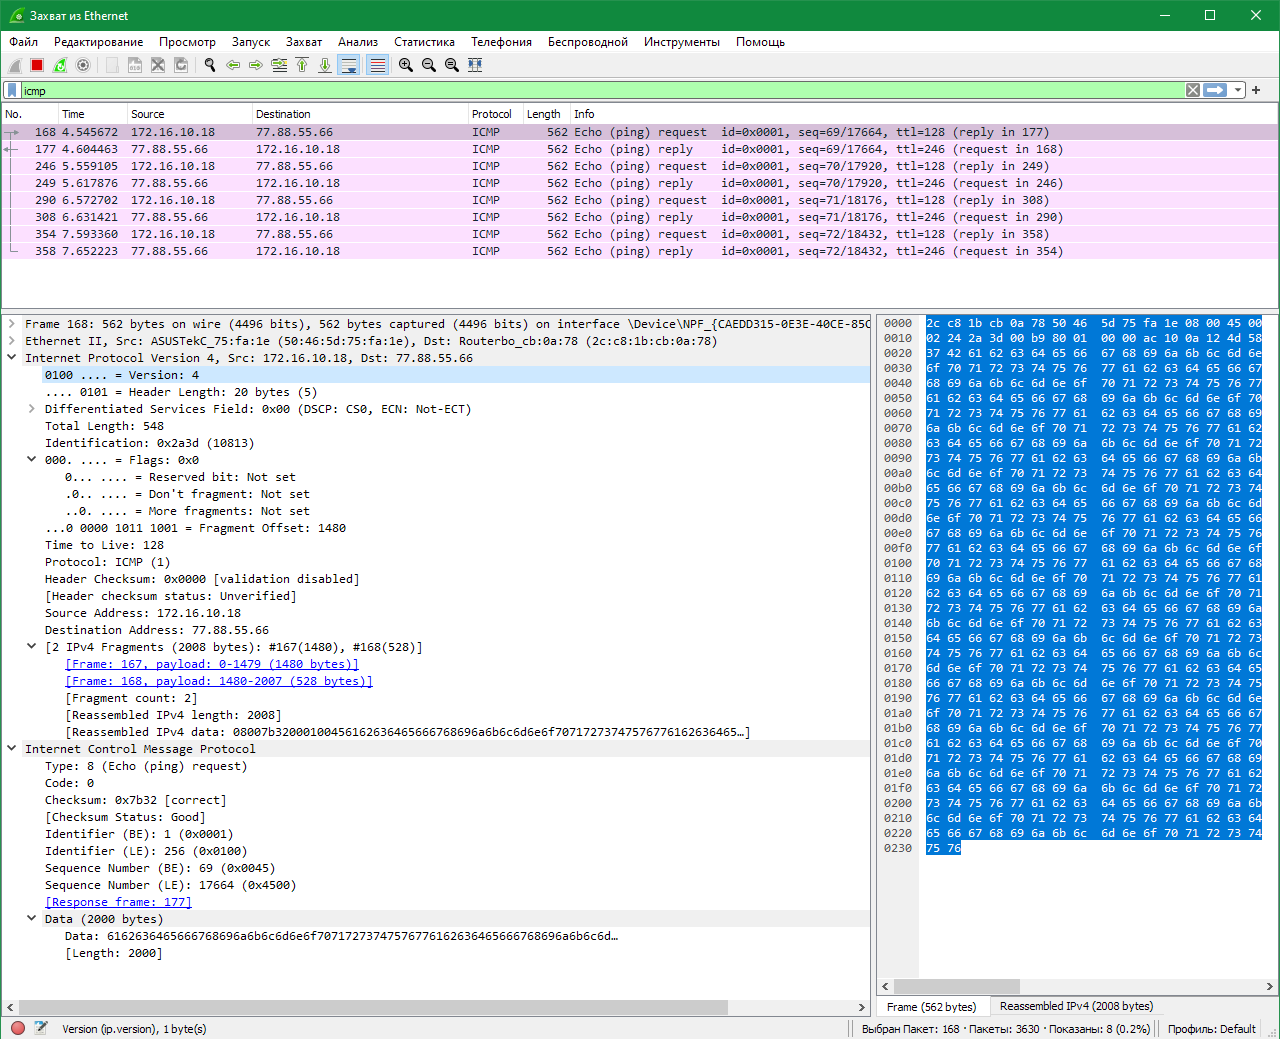 Захват из Ethernet
Файл Редактирование Просмотр Запуск Захват Анализ Статистика Телефония Беспроводной Инструменты Помощь
icmp
No. Time Source Destination Protocol Length Info
168 4.545672 172.16.10.18 77.88.55.66 ICMP 562 Echo (ping) request id=0x0001, seq=69/17664, ttl=128 (reply in 177)
177 4.604463 77.88.55.66 172.16.10.18 ICMP 562 Echo (ping) reply id=0x0001, seq=69/17664, ttl=246 (request in 168)
246 5.559105 172.16.10.18 77.88.55.66 ICMP 562 Echo (ping) request id=0x0001, seq=70/17920, ttl=128 (reply in 249)
249 5.617876 77.88.55.66 172.16.10.18 ICMP 562 Echo (ping) reply id=0x0001, seq=70/17920, ttl=246 (request in 246)
290 6.572702 172.16.10.18 77.88.55.66 ICMP 562 Echo (ping) request id=0x0001, seq=71/18176, ttl=128 (reply in 308)
308 6.631421 77.88.55.66 172.16.10.18 ICMP 562 Echo (ping) reply id=0x0001, seq=71/18176, ttl=246 (request in 290)
354 7.593360 172.16.10.18 77.88.55.66 ICMP 562 Echo (ping) request id=0x0001, seq=72/18432, ttl=128 (reply in 358)
358 7.652223 77.88.55.66 172.16.10.18 ICMP 562 Echo (ping) reply id=0x0001, seq=72/18432, ttl=246 (request in 354)
Frame 168: 562 bytes on wire (4496 bits), 562 bytes captured (4496 bits) on interface \Device\NPF_{CAEDD315-0E3E-40CE-85C
Ethernet II, Src: ASUSTekC_75:fa:1e (50:46:5d:75:fa:1e), Dst: Routerbo_cb:0a:78 (2c:c8:1b:cb:0a:78)
Internet Protocol Version 4, Src: 172.16.10.18, Dst: 77.88.55.66
0100 .... = Version: 4
.... 0101 = Header Length: 20 bytes (5)
Differentiated Services Field: 0x00 (DSCP: CS0, ECN: Not-ECT)
Total Length: 548
Identification: 0x2a3d (10813)
000. .... = Flags: 0x0
0... .... = Reserved bit: Not set
.0.. .... = Don't fragment: Not set
..0. .... = More fragments: Not set
...0 0000 1011 1001 = Fragment Offset: 1480
Time to Live: 128
Protocol: ICMP (1)
Header Checksum: 0x0000 [validation disabled]
[Header checksum status: Unverified]
Source Address: 172.16.10.18
Destination Address: 77.88.55.66
[2 IPv4 Fragments (2008 bytes): #167(1480), #168(528)]
[Frame: 167, payload: 0-1479 (1480 bytes)]
[Frame: 168, payload: 1480-2007 (528 bytes)]
[Fragment count: 2]
[Reassembled IPv4 length: 2008]
[Reassembled IPv4 data: 08007b32000100456162636465666768696a6b6c6d6e6f7071727374757677616263646​5…]
Internet Control Message Protocol
Type: 8 (Echo (ping) request)
Code: 0
Checksum: 0x7b32 [correct]
[Checksum Status: Good]
Identifier (BE): 1 (0x0001)
Identifier (LE): 256 (0x0100)
Sequence Number (BE): 69 (0x0045)
Sequence Number (LE): 17664 (0x4500)
[Response frame: 177]
Data (2000 bytes)
Data: 6162636465666768696a6b6c6d6e6f70717273747576776162636465666768696a6b6c6d…
[Length: 2000]
0000 2c c8 1b cb 0a 78 50 46 5d 75 fa 1e 08 00 45 00
0010 02 24 2a 3d 00 b9 80 01 00 00 ac 10 0a 12 4d 58
0020 37 42 61 62 63 64 65 66 67 68 69 6a 6b 6c 6d 6e
0030 6f 70 71 72 73 74 75 76 77 61 62 63 64 65 66 67
0040 68 69 6a 6b 6c 6d 6e 6f 70 71 72 73 74 75 76 77
0050 61 62 63 64 65 66 67 68 69 6a 6b 6c 6d 6e 6f 70
0060 71 72 73 74 75 76 77 61 62 63 64 65 66 67 68 69
0070 6a 6b 6c 6d 6e 6f 70 71 72 73 74 75 76 77 61 62
0080 63 64 65 66 67 68 69 6a 6b 6c 6d 6e 6f 70 71 72
0090 73 74 75 76 77 61 62 63 64 65 66 67 68 69 6a 6b
00a0 6c 6d 6e 6f 70 71 72 73 74 75 76 77 61 62 63 64
00b0 65 66 67 68 69 6a 6b 6c 6d 6e 6f 70 71 72 73 74
00c0 75 76 77 61 62 63 64 65 66 67 68 69 6a 6b 6c 6d
00d0 6e 6f 70 71 72 73 74 75 76 77 61 62 63 64 65 66
00e0 67 68 69 6a 6b 6c 6d 6e 6f 70 71 72 73 74 75 76
00f0 77 61 62 63 64 65 66 67 68 69 6a 6b 6c 6d 6e 6f
0100 70 71 72 73 74 75 76 77 61 62 63 64 65 66 67 68
0110 69 6a 6b 6c 6d 6e 6f 70 71 72 73 74 75 76 77 61
0120 62 63 64 65 66 67 68 69 6a 6b 6c 6d 6e 6f 70 71
0130 72 73 74 75 76 77 61 62 63 64 65 66 67 68 69 6a
0140 6b 6c 6d 6e 6f 70 71 72 73 74 75 76 77 61 62 63
0150 64 65 66 67 68 69 6a 6b 6c 6d 6e 6f 70 71 72 73
0160 74 75 76 77 61 62 63 64 65 66 67 68 69 6a 6b 6c
0170 6d 6e 6f 70 71 72 73 74 75 76 77 61 62 63 64 65
0180 66 67 68 69 6a 6b 6c 6d 6e 6f 70 71 72 73 74 75
0190 76 77 61 62 63 64 65 66 67 68 69 6a 6b 6c 6d 6e
01a0 6f 70 71 72 73 74 75 76 77 61 62 63 64 65 66 67
01b0 68 69 6a 6b 6c 6d 6e 6f 70 71 72 73 74 75 76 77
01c0 61 62 63 64 65 66 67 68 69 6a 6b 6c 6d 6e 6f 70
01d0 71 72 73 74 75 76 77 61 62 63 64 65 66 67 68 69
01e0 6a 6b 6c 6d 6e 6f 70 71 72 73 74 75 76 77 61 62
01f0 63 64 65 66 67 68 69 6a 6b 6c 6d 6e 6f 70 71 72
0200 73 74 75 76 77 61 62 63 64 65 66 67 68 69 6a 6b
0210 6c 6d 6e 6f 70 71 72 73 74 75 76 77 61 62 63 64
0220 65 66 67 68 69 6a 6b 6c 6d 6e 6f 70 71 72 73 74
0230 75 76
Frame (562 bytes) Reassembled IPv4 (2008 bytes)
Version (ip.version), 1 byte(s) Выбран Пакет: 168 · Пакеты: 3630 · Показаны: 8 (0.2%) Профиль: Default